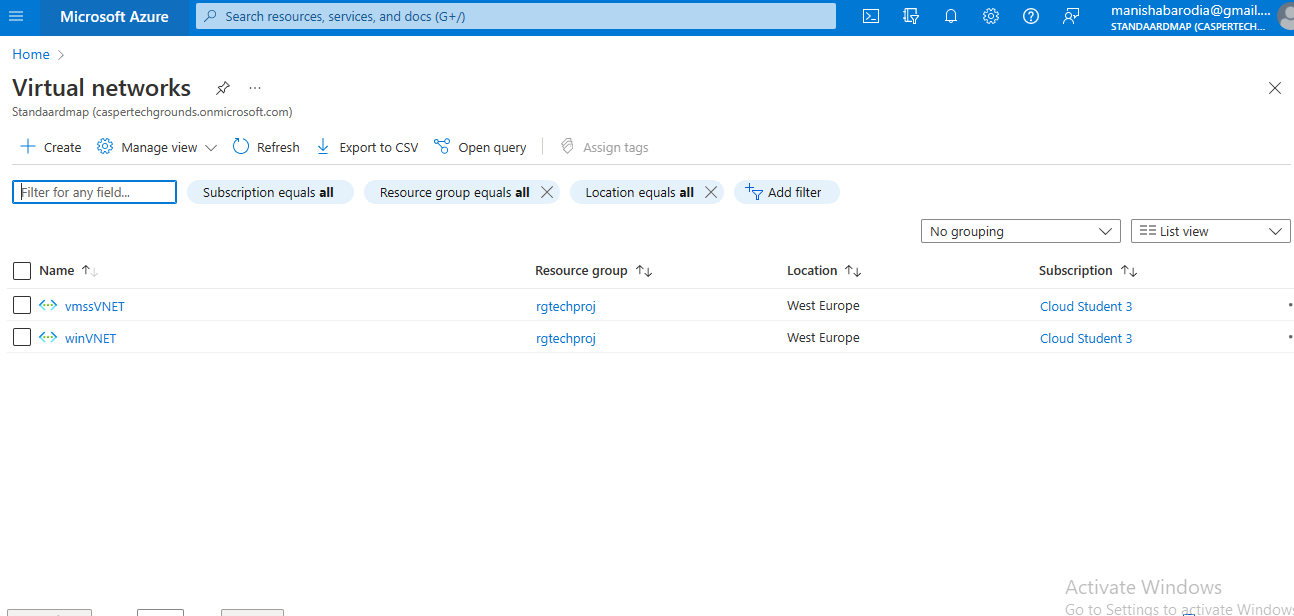 Microsoft Azure
Search resources, services, and docs (G+/)
manishabarodia@gmail....
STANDAARDMAP (CASPERTECH...
Home
Virtual networks
...
Standaardmap (caspertechgrounds.onmicrosoft.com)
Create Manage view Refresh Export to CSV Open query Assign tags
Filter for any field... Subscription equals all Resource group equals all Location equals all Add filter
No grouping List view
Name Resource group Location Subscription
vmssVNET rgtechproj West Europe Cloud Student 3
winVNET rgtechproj West Europe Cloud Student 3
Activate Windows
Go to Settings to activate Windows